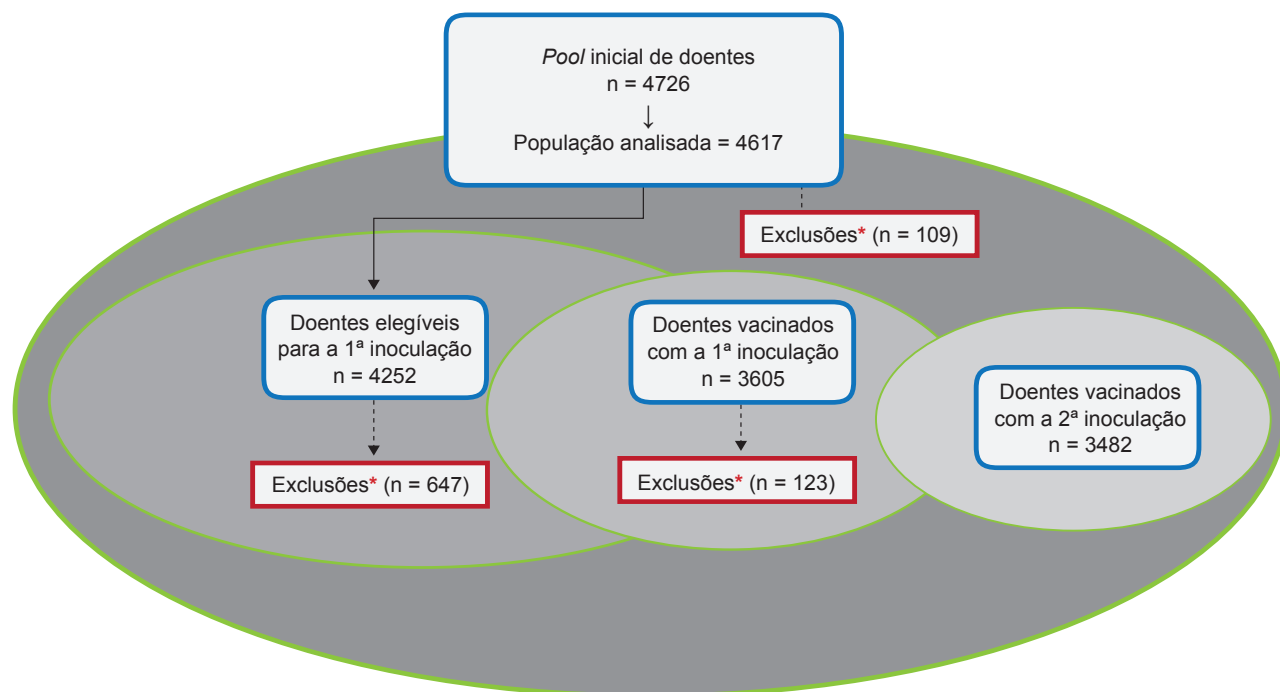 Pool inicial de doentes
n = 4726
↓
População analisada = 4617
Exclusões* (n = 109)
Doentes elegíveis
para a 1ª inoculação
n = 4252
Exclusões* (n = 647)
Doentes vacinados
com a 1ª inoculação
n = 3605
Exclusões* (n = 123)
Doentes vacinados
com a 2ª inoculação
n = 3482